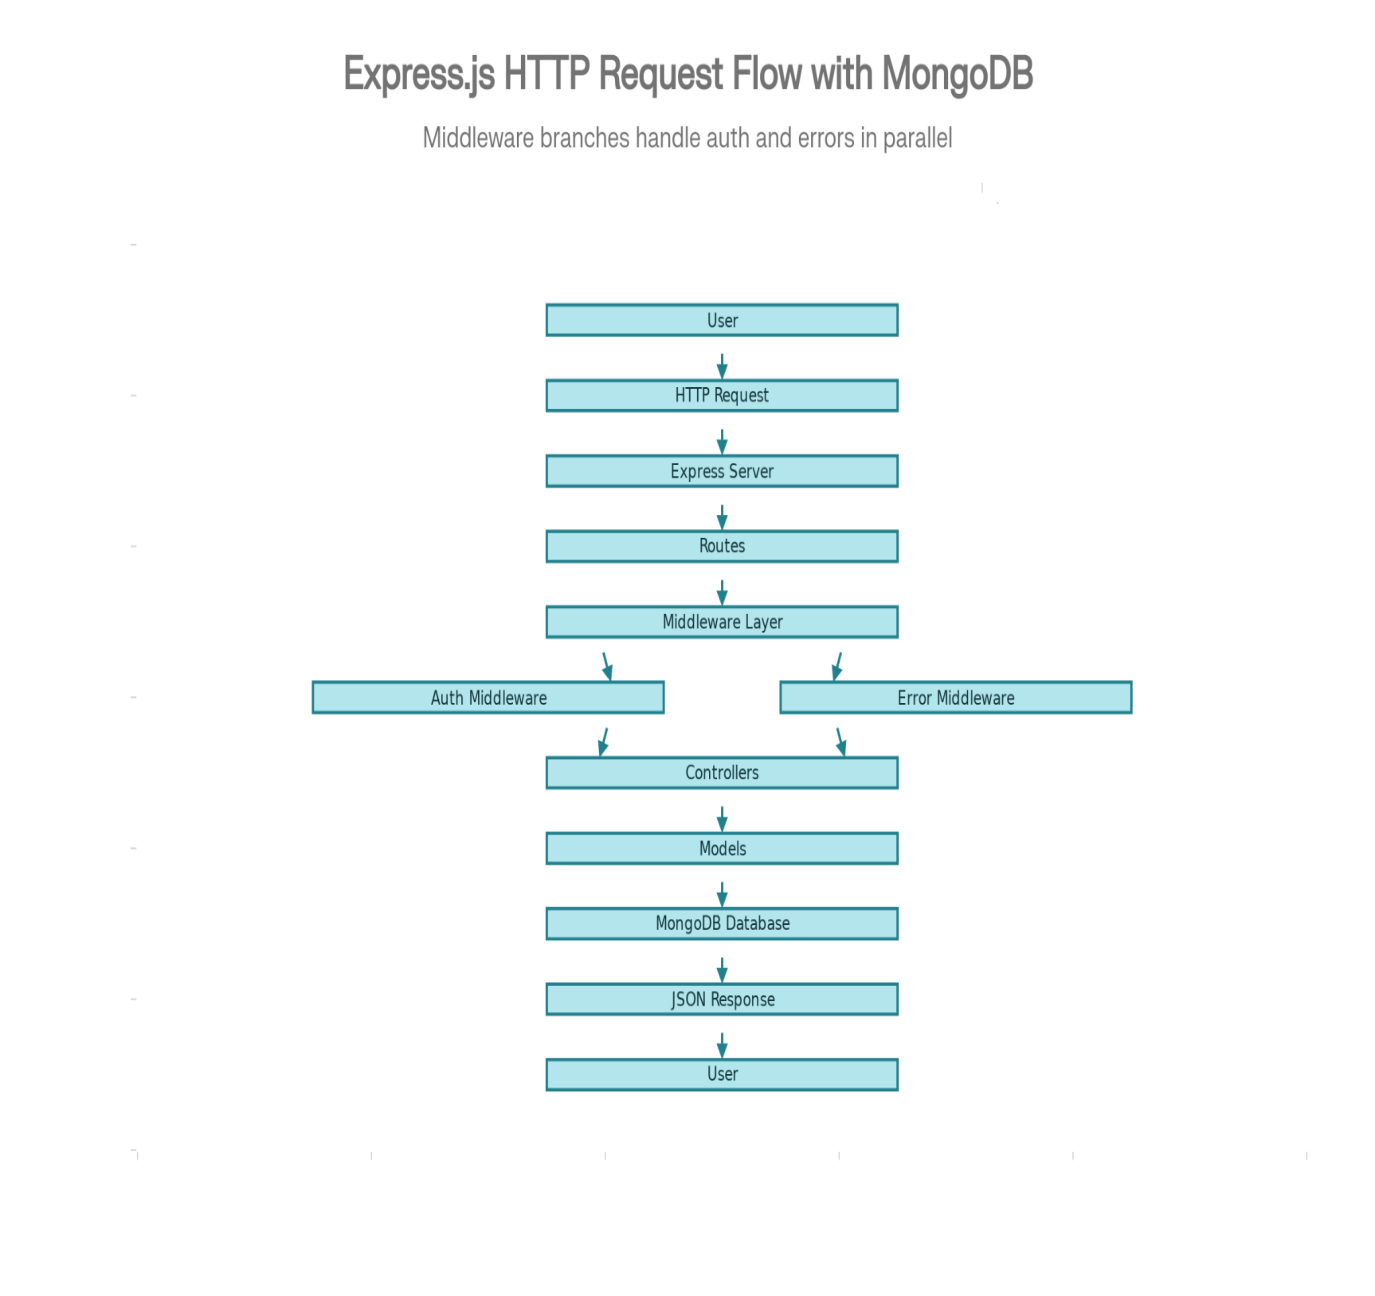 Express.js HTTP Request Flow with MongoDB
Middleware branches handle auth and errors in parallel
User
HTTP Request
Express Server
Routes
Middleware Layer
Auth Middleware
Error Middleware
Controllers
Models
MongoDB Database
JSON Response
User